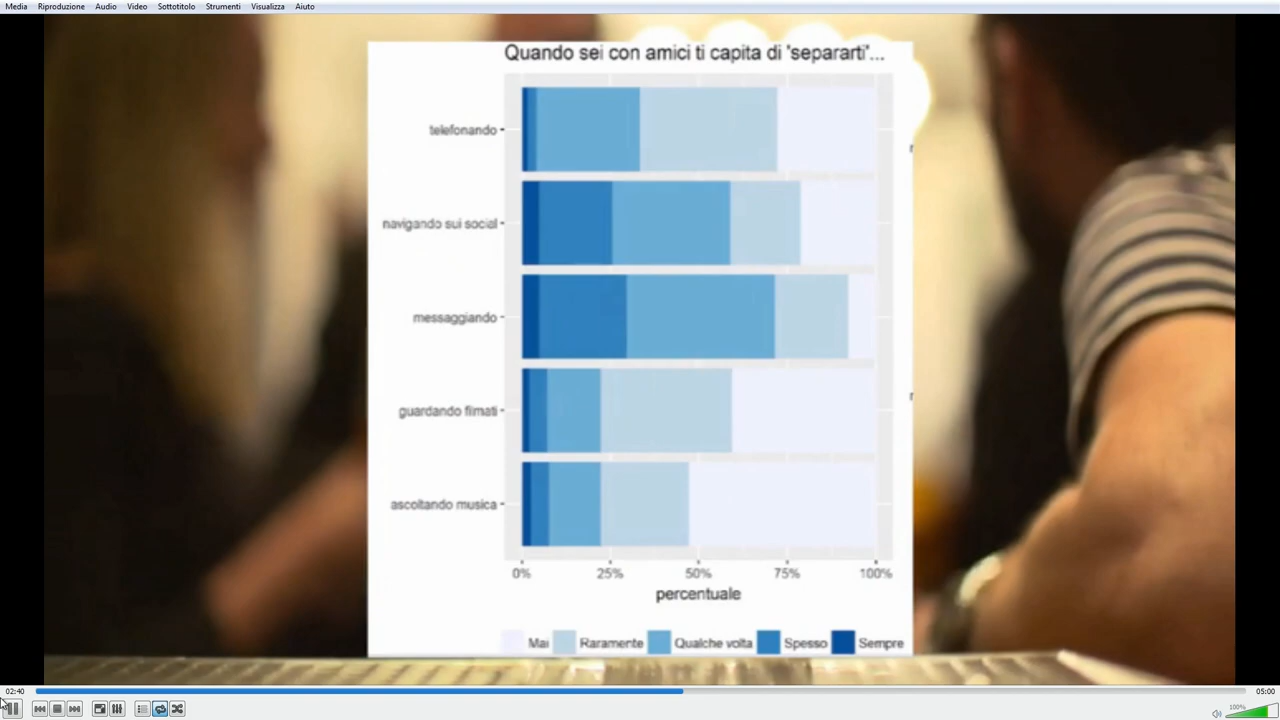 Media Riproduzione Audio Video Sottotitolo Strumenti Visualizza Aiuto
Quando sei con amici ti capita di 'separarti'...
telefonando
navigando sui social
messaggiando
guardando filmati
ascoltando musica
0% 25% 50% 75% 100%
percentuale
Mai Raramente Qualche volta Spesso Sempre
02:40 05:00
100%